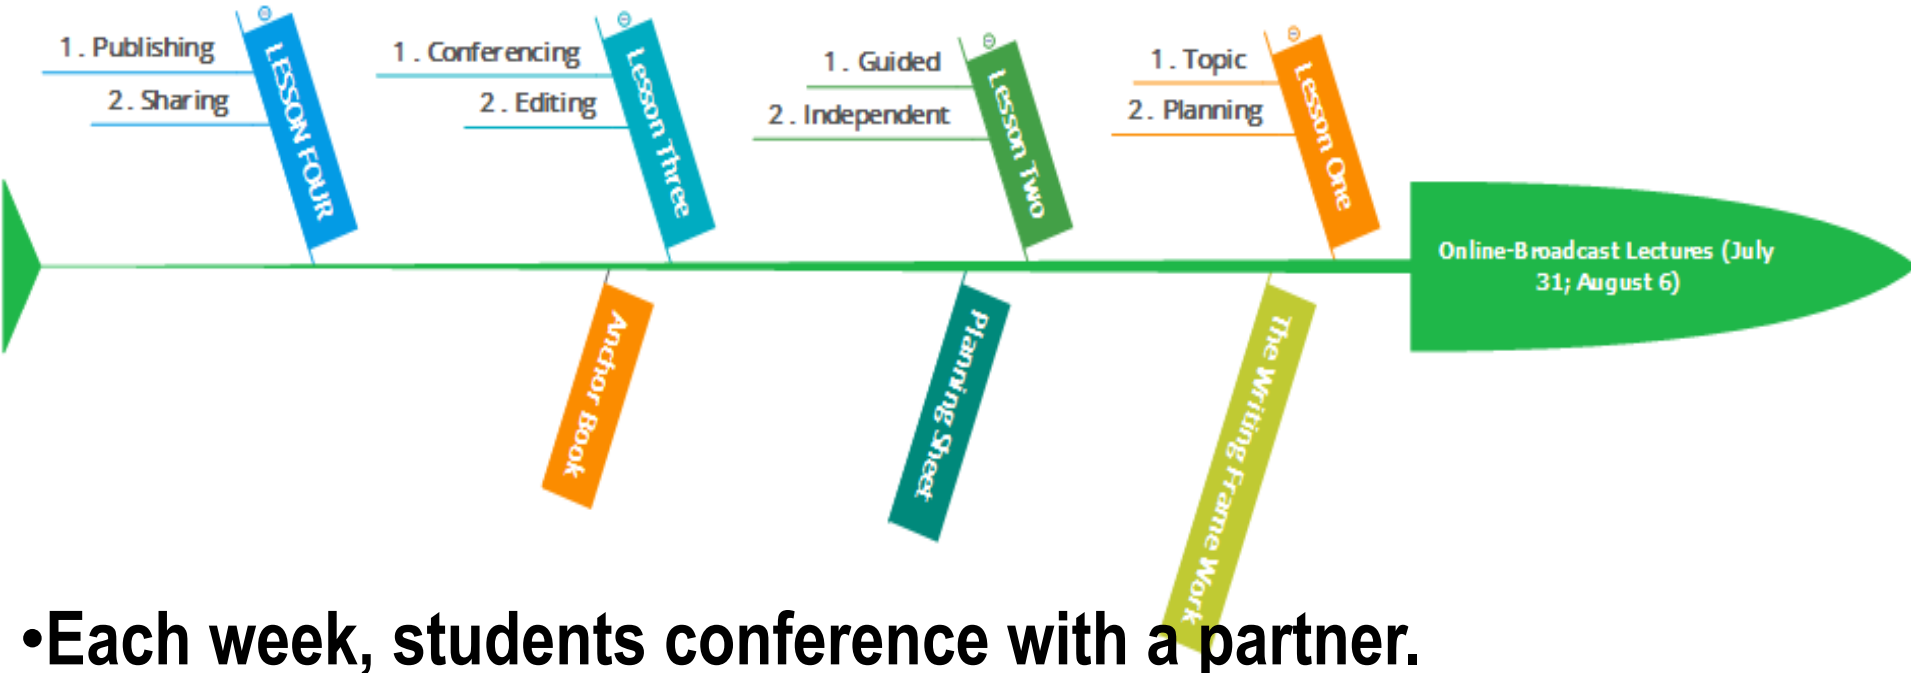 1. Publishing
2. Sharing
LESSON FOUR
1. Conferencing
2. Editing
Lesson Three
1. Guided
2. Independent
Lesson Two
1. Topic
2. Planning
Lesson One
Online-Broadcast Lectures (July
31; August 6)
Anchor Book
Planning Sheet
The Writing Frame Work
•Each week, students conference with a partner.